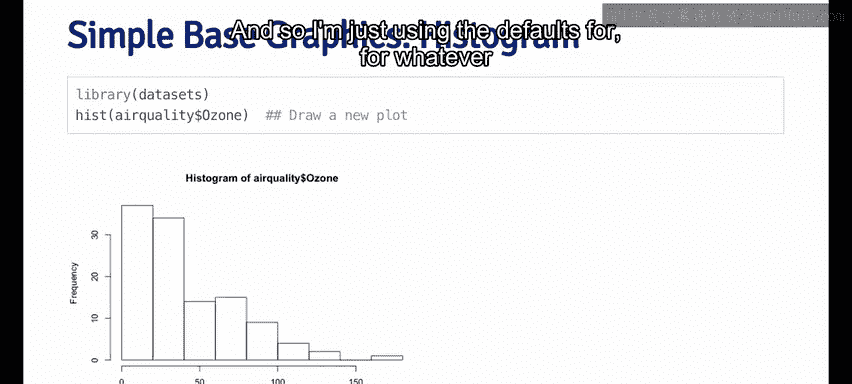 Simple Base Graphics: Histogram
And so I'm just using the defaults for,
for whatever
library(datasets)
hist(airquality$Ozone)  ## Draw a new plot
Histogram of airquality$Ozone
Frequency
30
20
10
0
0 50 100 150